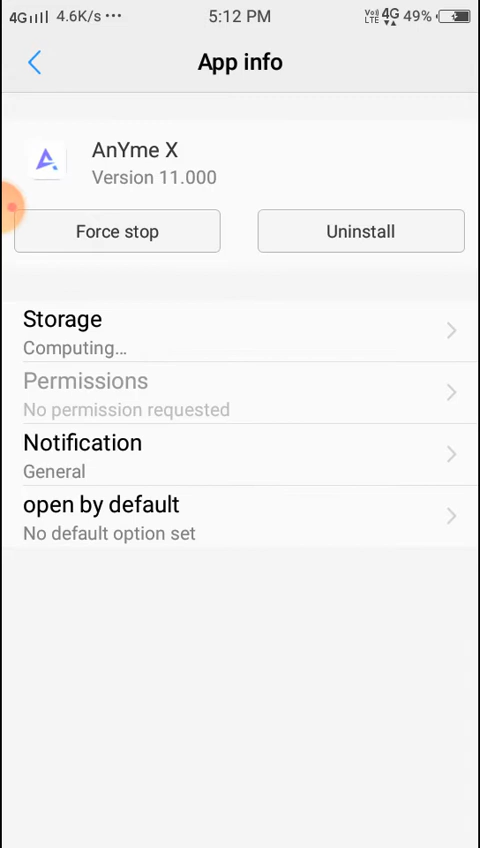 4G 4.6K/s ··· 5:12 PM VoLTE 4G 49%
App info
AnYme X
Version 11.000
Force stop Uninstall
Storage
Computing...
Permissions
No permission requested
Notification
General
open by default
No default option set